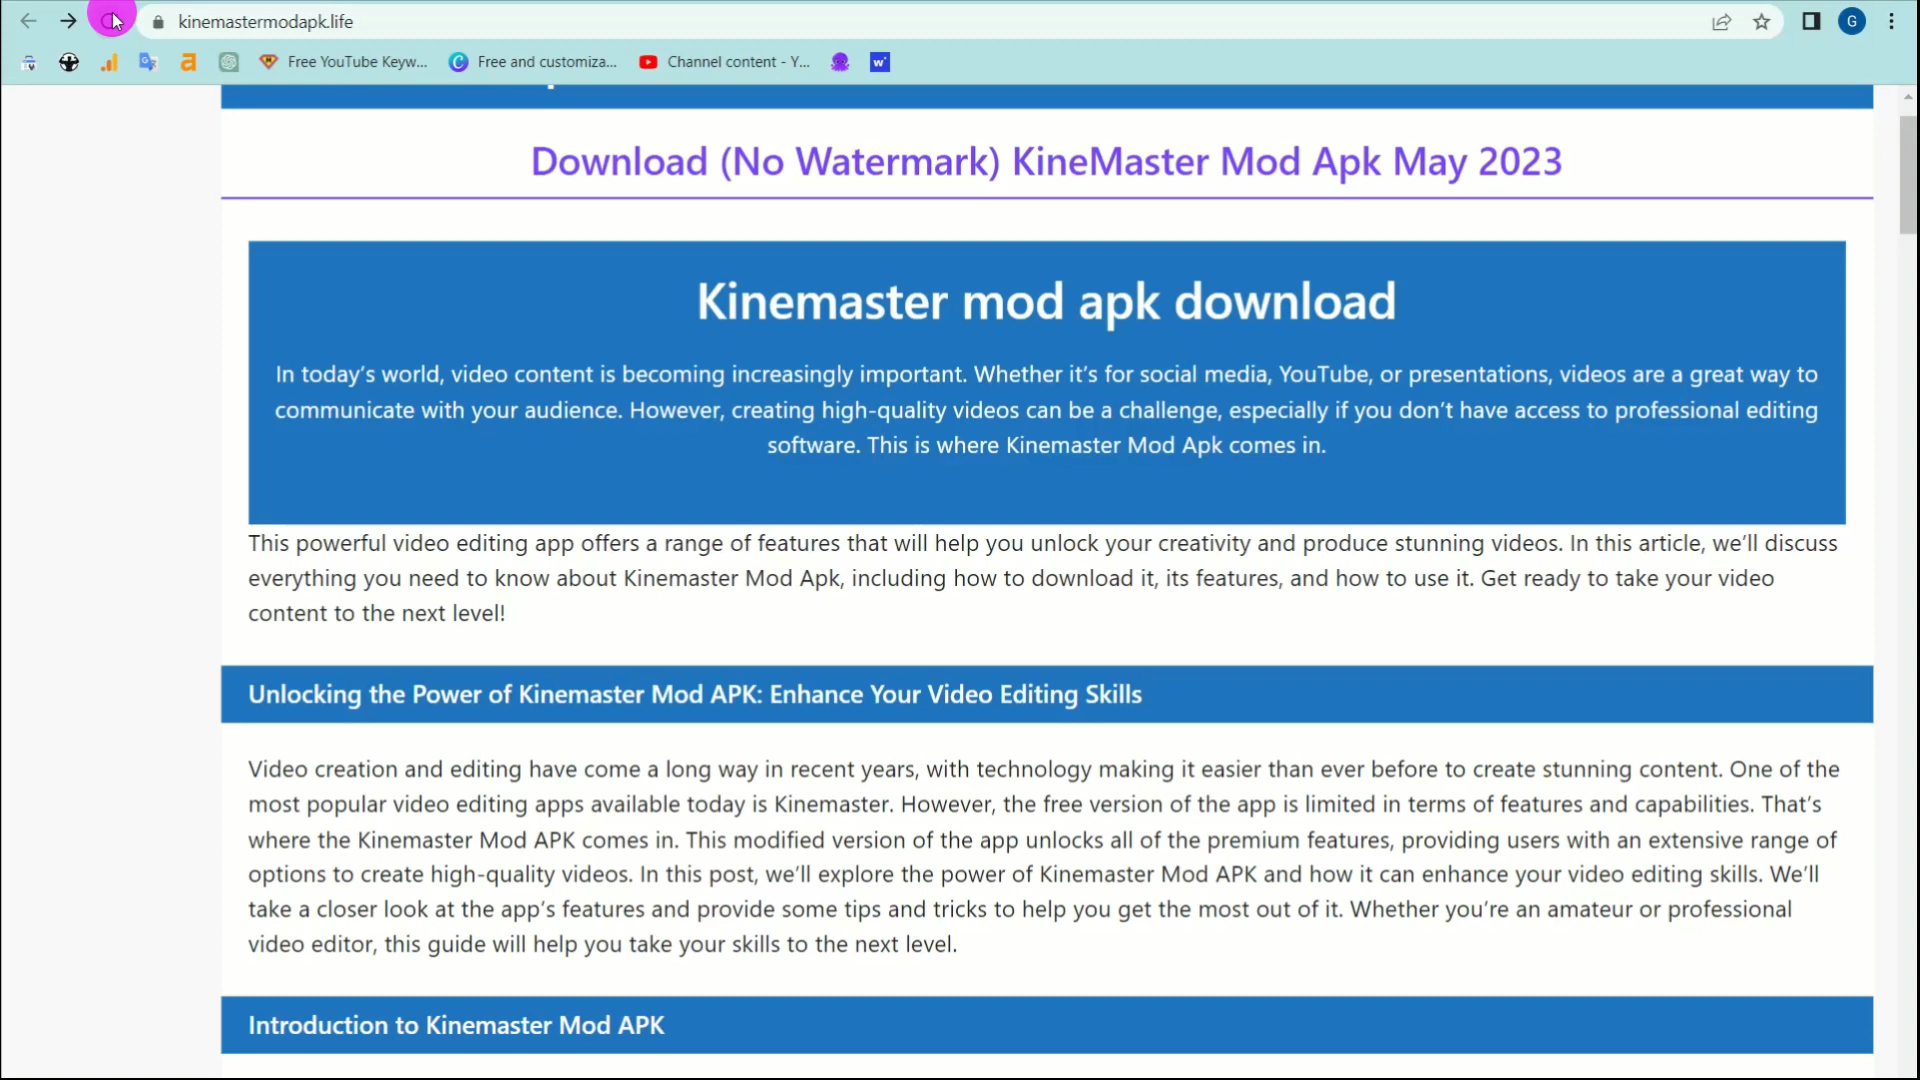 kinemastermodapk.life
G
Free YouTube Keyw...
Free and customiza...
Channel content - Y...
Download (No Watermark) KineMaster Mod Apk May 2023
Kinemaster mod apk download
In today’s world, video content is becoming increasingly important. Whether it’s for social media, YouTube, or presentations, videos are a great way to
communicate with your audience. However, creating high-quality videos can be a challenge, especially if you don’t have access to professional editing
software. This is where Kinemaster Mod Apk comes in.
This powerful video editing app offers a range of features that will help you unlock your creativity and produce stunning videos. In this article, we’ll discuss
everything you need to know about Kinemaster Mod Apk, including how to download it, its features, and how to use it. Get ready to take your video
content to the next level!
Unlocking the Power of Kinemaster Mod APK: Enhance Your Video Editing Skills
Video creation and editing have come a long way in recent years, with technology making it easier than ever before to create stunning content. One of the
most popular video editing apps available today is Kinemaster. However, the free version of the app is limited in terms of features and capabilities. That’s
where the Kinemaster Mod APK comes in. This modified version of the app unlocks all of the premium features, providing users with an extensive range of
options to create high-quality videos. In this post, we’ll explore the power of Kinemaster Mod APK and how it can enhance your video editing skills. We’ll
take a closer look at the app’s features and provide some tips and tricks to help you get the most out of it. Whether you’re an amateur or professional
video editor, this guide will help you take your skills to the next level.
Introduction to Kinemaster Mod APK